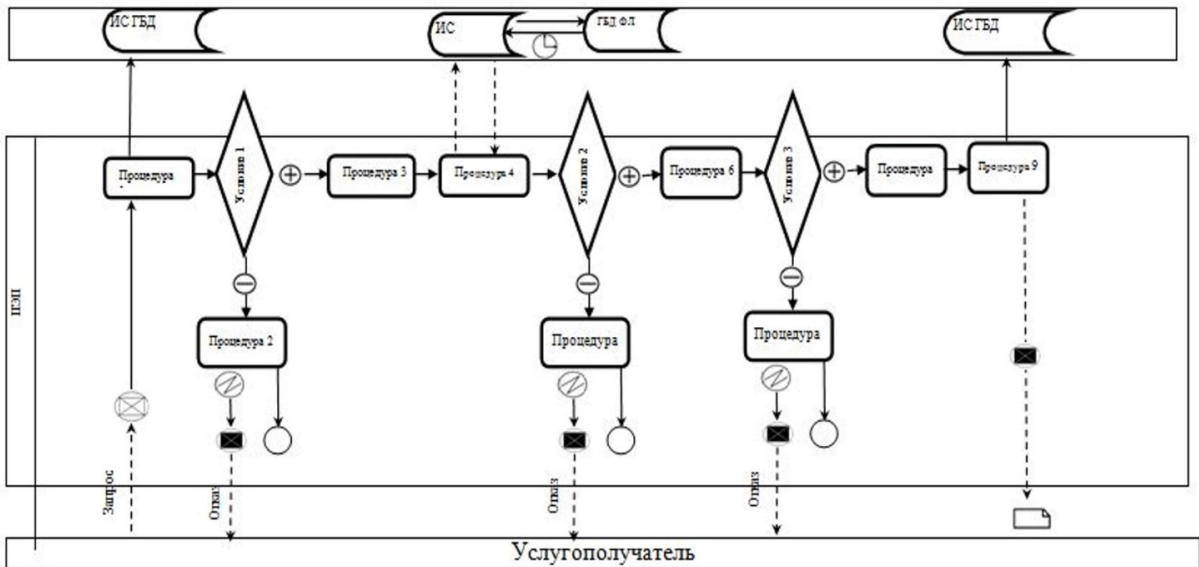 ИС ГБД
ИС
ГБД ФЛ
ИС ГБД
Процедура
Условие 1
Процедура 3
Процедура 4
Условие 2
Процедура 6
Условие 3
Процедура
Процедура 9
ПЭП
Процедура 2
Процедура
Процедура
Запрос
Отказ
Отказ
Отказ
Услугополучатель